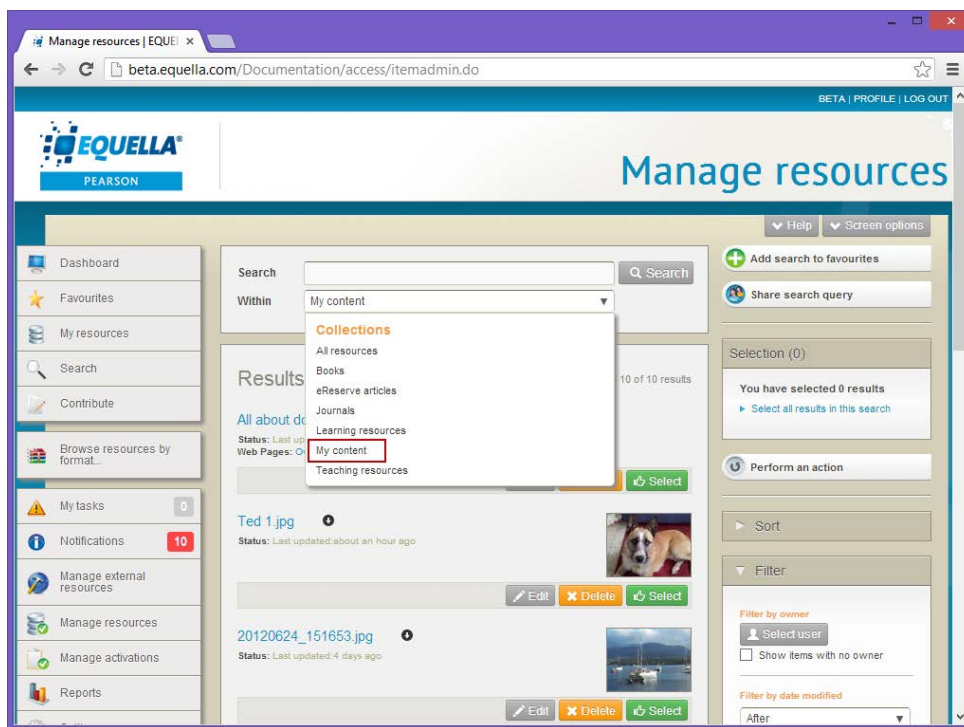 Manage resources | EQUEL
beta.equella.com/Documentation/access/itemadmin.do
BETA | PROFILE | LOG OUT
EQUELLA®
PEARSON
Manage resources
Help
Screen options
Dashboard
Favourites
My resources
Search
Contribute
Browse resources by
format...
My tasks
0
Notifications
10
Manage external
resources
Manage resources
Manage activations
Reports
Search
Search
Within
My content
Collections
All resources
Books
eReserve articles
Journals
Learning resources
My content
Teaching resources
Results
10 of 10 results
All about do
Status: Last up
Web Pages: O
Select
Ted 1.jpg
Status: Last updated:about an hour ago
Edit
Delete
Select
20120624_151653.jpg
Status: Last updated:4 days ago
Edit
Delete
Select
Add search to favourites
Share search query
Selection (0)
You have selected 0 results
Select all results in this search
Perform an action
Sort
Filter
Filter by owner
Select user
Show items with no owner
Filter by date modified
After